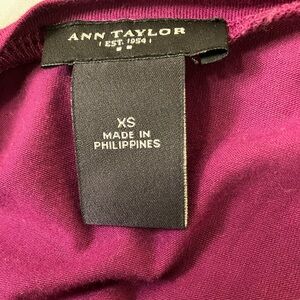 ANN TAYLOR
EST. 1954
XS
MADE IN
PHILIPPINES